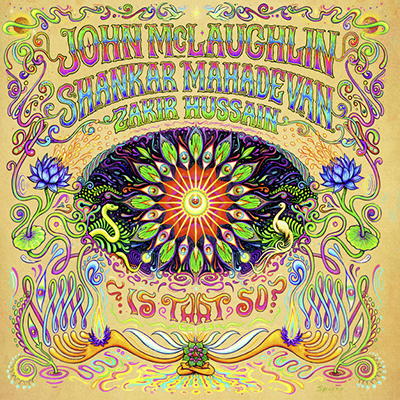 JOHN McLAUGHLIN
SHANKAR MAHADEVAN
ZAKIR HUSSAIN
IS THAT SO?